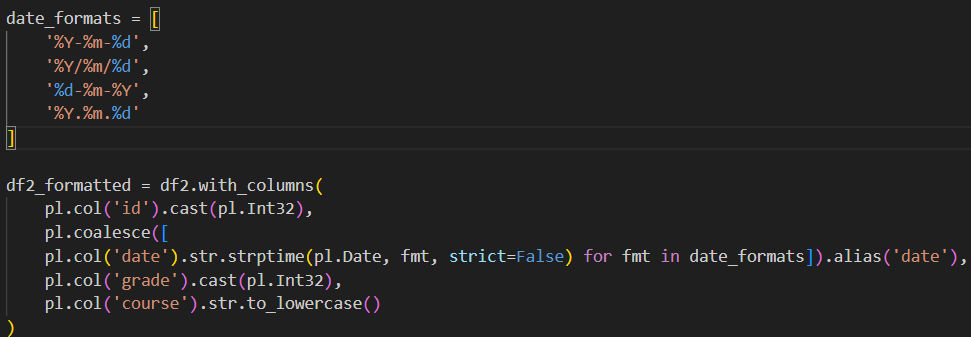 date_formats = [
    '%Y-%m-%d',
    '%Y/%m/%d',
    '%d-%m-%Y',
    '%Y.%m.%d'
]
df2_formatted = df2.with_columns(
    pl.col('id').cast(pl.Int32),
    pl.coalesce([
    pl.col('date').str.strptime(pl.Date, fmt, strict=False) for fmt in date_formats]).alias('date'),
    pl.col('grade').cast(pl.Int32),
    pl.col('course').str.to_lowercase()
)